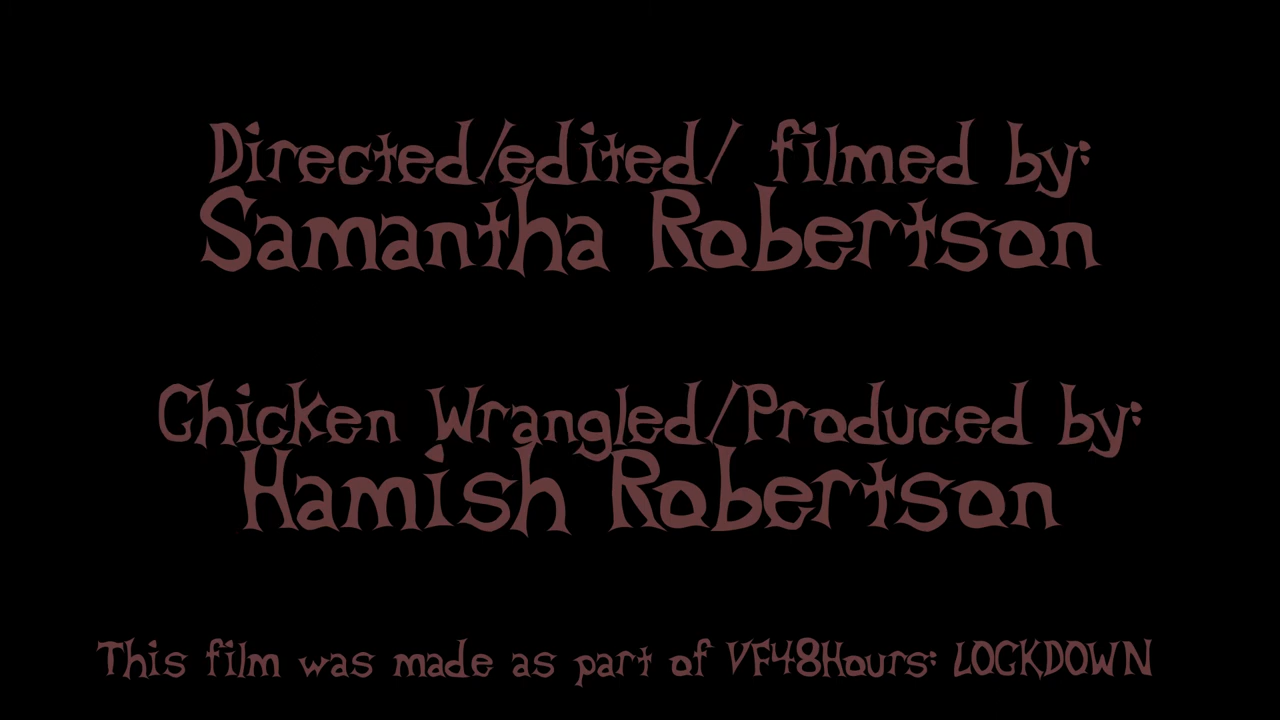 Directed/edited/ filmed by:
Samantha Robertson
Chicken Wrangled/Produced by:
Hamish Robertson
This film was made as part of VF48Hours: LOCKDOWN